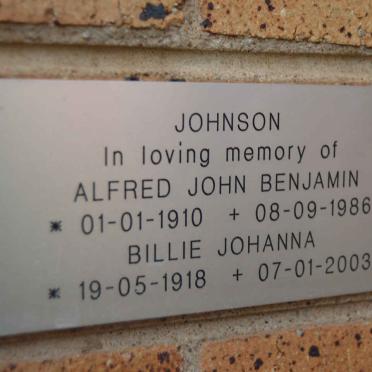 JOHNSON
In loving memory of
ALFRED JOHN BENJAMIN
* 01-01-1910 + 08-09-1986
BILLIE JOHANNA
* 19-05-1918 + 07-01-2003